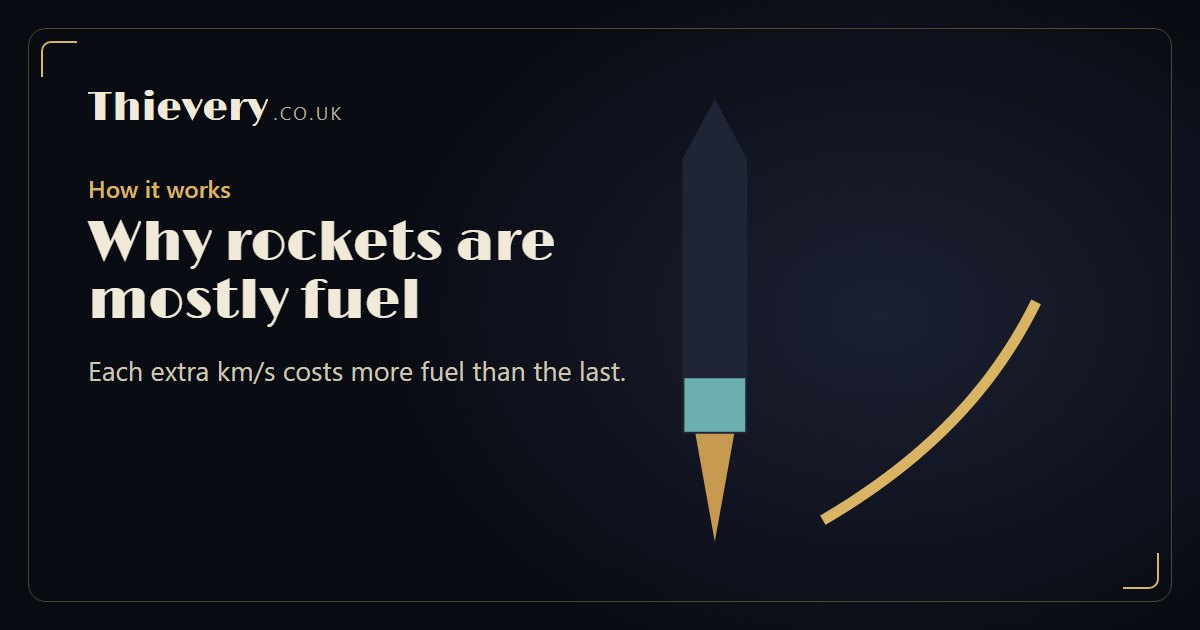 Thievery.CO.UK
How it works
Why rockets are
mostly fuel
Each extra km/s costs more fuel than the last.